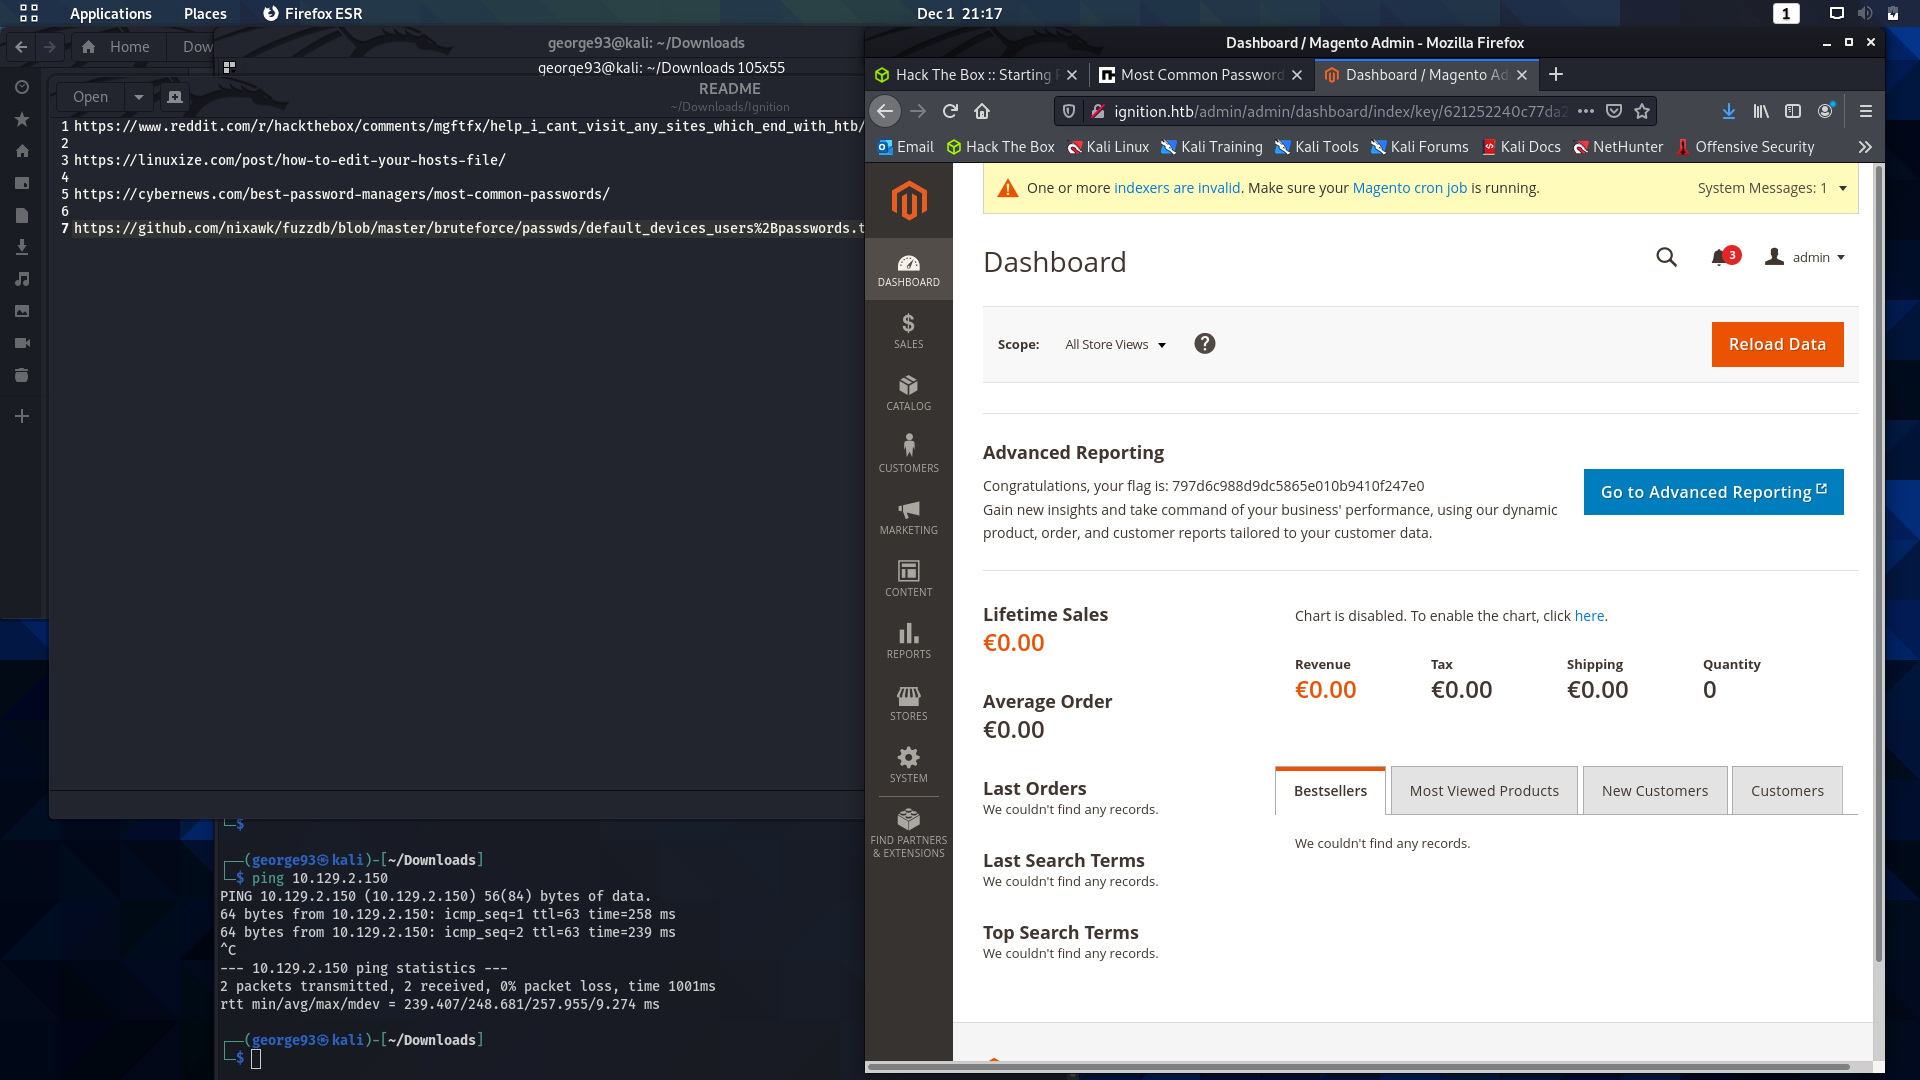 Applications Places Firefox ESR Dec 1 21:17 1
Home Dow
george93@kali: ~/Downloads
george93@kali: ~/Downloads 105x55
Open
README
~/Downloads/Ignition
1 https://www.reddit.com/r/hackthebox/comments/mgftfx/help_i_cant_visit_any_sites_which_end_with_htb/
2
3 https://linuxize.com/post/how-to-edit-your-hosts-file/
4
5 https://cybernews.com/best-password-managers/most-common-passwords/
6
7 https://github.com/nixawk/fuzzdb/blob/master/bruteforce/passwds/default_devices_users%2Bpasswords.t
└─$
┌──(george93㉿kali)-[~/Downloads]
└─$ ping 10.129.2.150
PING 10.129.2.150 (10.129.2.150) 56(84) bytes of data.
64 bytes from 10.129.2.150: icmp_seq=1 ttl=63 time=258 ms
64 bytes from 10.129.2.150: icmp_seq=2 ttl=63 time=239 ms
^C
--- 10.129.2.150 ping statistics ---
2 packets transmitted, 2 received, 0% packet loss, time 1001ms
rtt min/avg/max/mdev = 239.407/248.681/257.955/9.274 ms
┌──(george93㉿kali)-[~/Downloads]
└─$
Dashboard / Magento Admin - Mozilla Firefox
Hack The Box :: Starting P Most Common Password Dashboard / Magento Ad
ignition.htb/admin/admin/dashboard/index/key/621252240c77da2
Email Hack The Box Kali Linux Kali Training Kali Tools Kali Forums Kali Docs NetHunter Offensive Security
One or more indexers are invalid. Make sure your Magento cron job is running. System Messages: 1
DASHBOARD
SALES
CATALOG
CUSTOMERS
MARKETING
CONTENT
REPORTS
STORES
SYSTEM
FIND PARTNERS
& EXTENSIONS
Dashboard 3 admin
Scope: All Store Views ? Reload Data
Advanced Reporting
Congratulations, your flag is: 797d6c988d9dc5865e010b9410f247e0
Gain new insights and take command of your business' performance, using our dynamic
product, order, and customer reports tailored to your customer data.
Go to Advanced Reporting
Lifetime Sales
€0.00
Average Order
€0.00
Last Orders
We couldn't find any records.
Last Search Terms
We couldn't find any records.
Top Search Terms
We couldn't find any records.
Chart is disabled. To enable the chart, click here.
Revenue Tax Shipping Quantity
€0.00 €0.00 €0.00 0
Bestsellers Most Viewed Products New Customers Customers
We couldn't find any records.